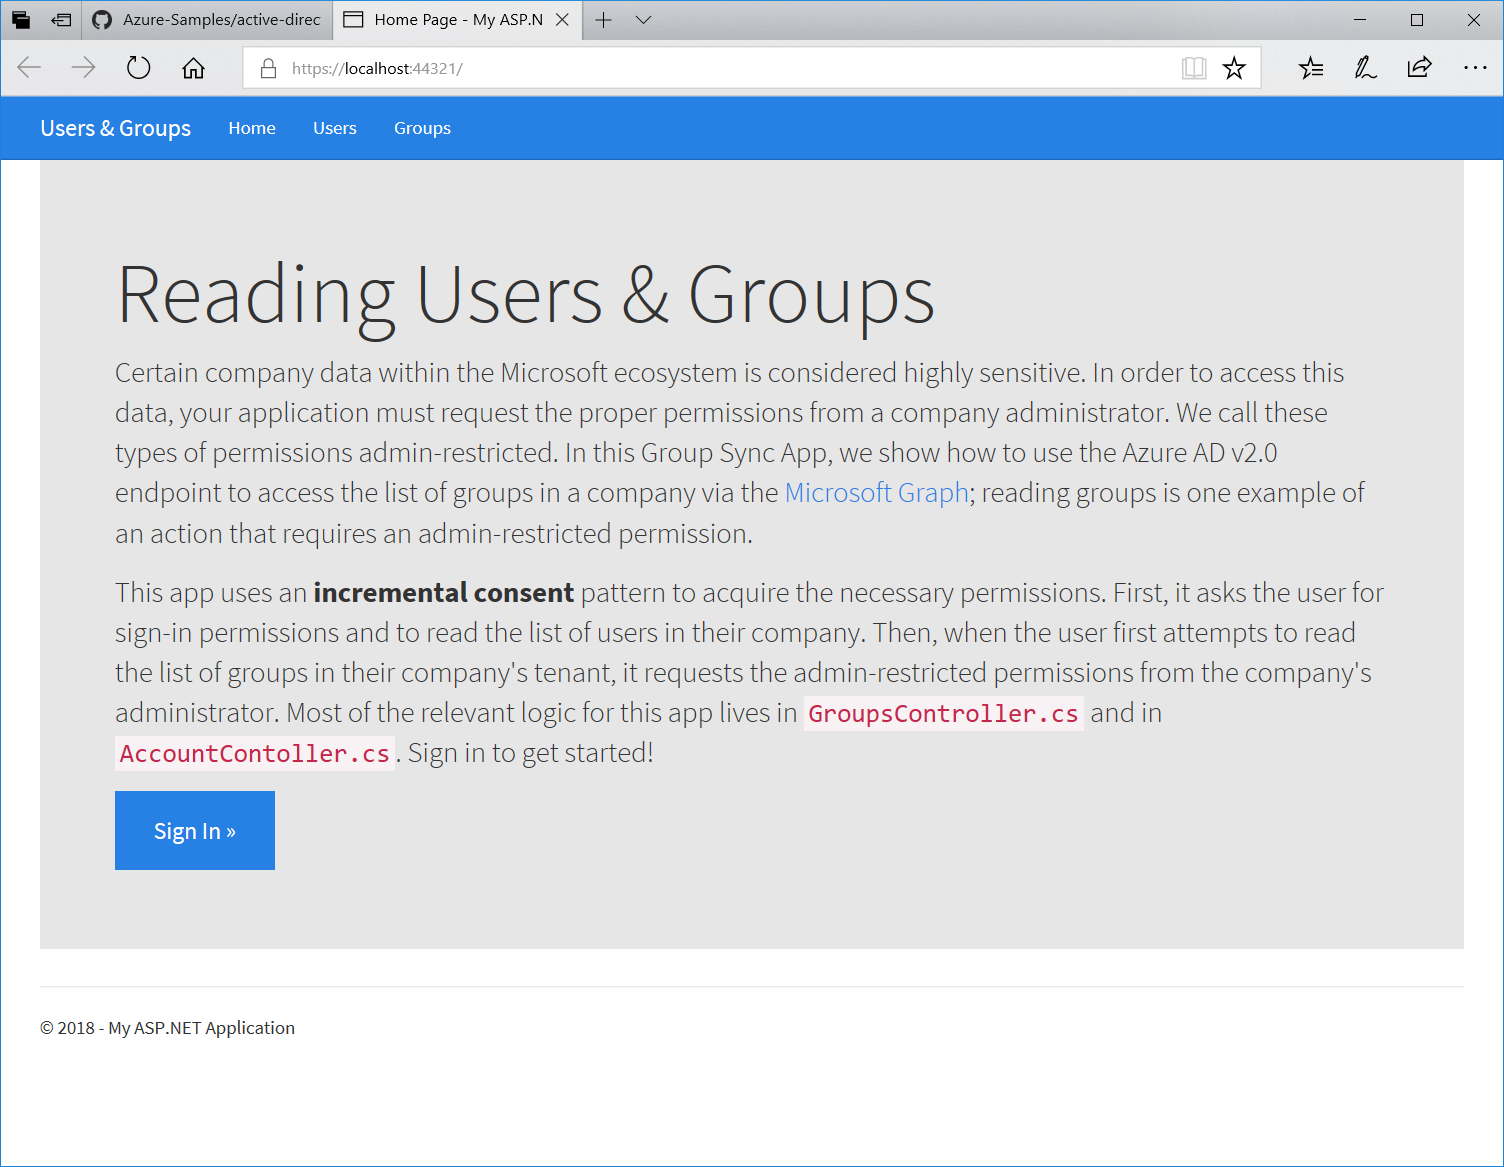 Azure-Samples/active-direc
Home Page - My ASP.N
https://localhost:44321/
Users & Groups Home Users Groups
Reading Users & Groups
Certain company data within the Microsoft ecosystem is considered highly sensitive. In order to access this
data, your application must request the proper permissions from a company administrator. We call these
types of permissions admin-restricted. In this Group Sync App, we show how to use the Azure AD v2.0
endpoint to access the list of groups in a company via the Microsoft Graph; reading groups is one example of
an action that requires an admin-restricted permission.
This app uses an incremental consent pattern to acquire the necessary permissions. First, it asks the user for
sign-in permissions and to read the list of users in their company. Then, when the user first attempts to read
the list of groups in their company's tenant, it requests the admin-restricted permissions from the company's
administrator. Most of the relevant logic for this app lives in GroupsController.cs and in
AccountContoller.cs. Sign in to get started!
Sign In »
© 2018 - My ASP.NET Application